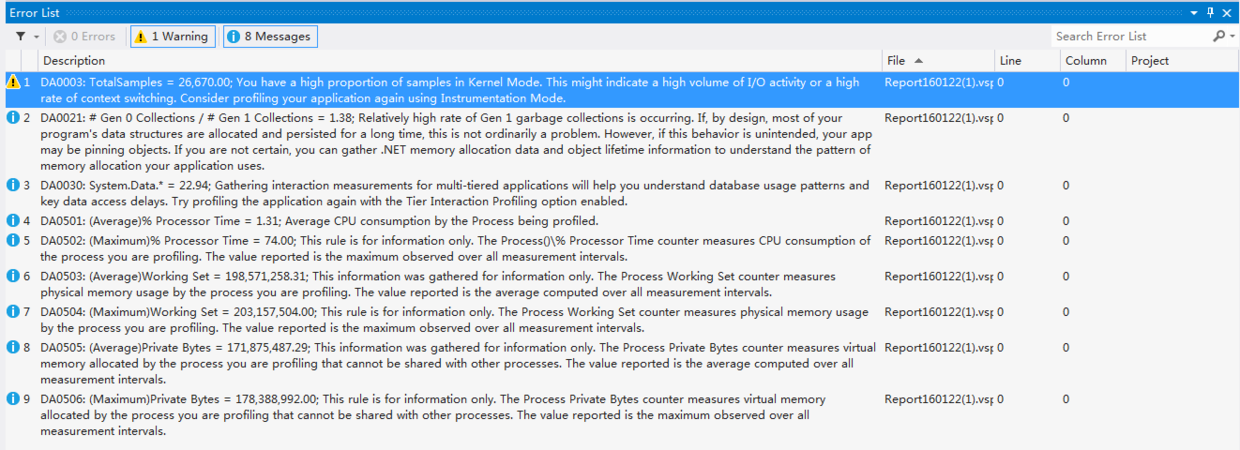 Error List
0 Errors
1 Warning
8 Messages
Search Error List
Description File Line Column Project
1 DA0003: TotalSamples = 26,670.00; You have a high proportion of samples in Kernel Mode. This might indicate a high volume of I/O activity or a high Report160122(1).vsp 0 0
rate of context switching. Consider profiling your application again using Instrumentation Mode.
2 DA0021: # Gen 0 Collections / # Gen 1 Collections = 1.38; Relatively high rate of Gen 1 garbage collections is occurring. If, by design, most of your Report160122(1).vsp 0 0
program's data structures are allocated and persisted for a long time, this is not ordinarily a problem. However, if this behavior is unintended, your app
may be pinning objects. If you are not certain, you can gather .NET memory allocation data and object lifetime information to understand the pattern of
memory allocation your application uses.
3 DA0030: System.Data.* = 22.94; Gathering interaction measurements for multi-tiered applications will help you understand database usage patterns and Report160122(1).vsp 0 0
key data access delays. Try profiling the application again with the Tier Interaction Profiling option enabled.
4 DA0501: (Average)% Processor Time = 1.31; Average CPU consumption by the Process being profiled. Report160122(1).vsp 0 0
5 DA0502: (Maximum)% Processor Time = 74.00; This rule is for information only. The Process()\% Processor Time counter measures CPU consumption of Report160122(1).vsp 0 0
the process you are profiling. The value reported is the maximum observed over all measurement intervals.
6 DA0503: (Average)Working Set = 198,571,258.31; This information was gathered for information only. The Process Working Set counter measures Report160122(1).vsp 0 0
physical memory usage by the process you are profiling. The value reported is the average computed over all measurement intervals.
7 DA0504: (Maximum)Working Set = 203,157,504.00; This rule is for information only. The Process Working Set counter measures physical memory usage Report160122(1).vsp 0 0
by the process you are profiling. The value reported is the maximum observed over all measurement intervals.
8 DA0505: (Average)Private Bytes = 171,875,487.29; This information was gathered for information only. The Process Private Bytes counter measures virtual Report160122(1).vsp 0 0
memory allocated by the process you are profiling that cannot be shared with other processes. The value reported is the average computed over all
measurement intervals.
9 DA0506: (Maximum)Private Bytes = 178,388,992.00; This rule is for information only. The Process Private Bytes counter measures virtual memory Report160122(1).vsp 0 0
allocated by the process you are profiling that cannot be shared with other processes. The value reported is the maximum observed over all
measurement intervals.